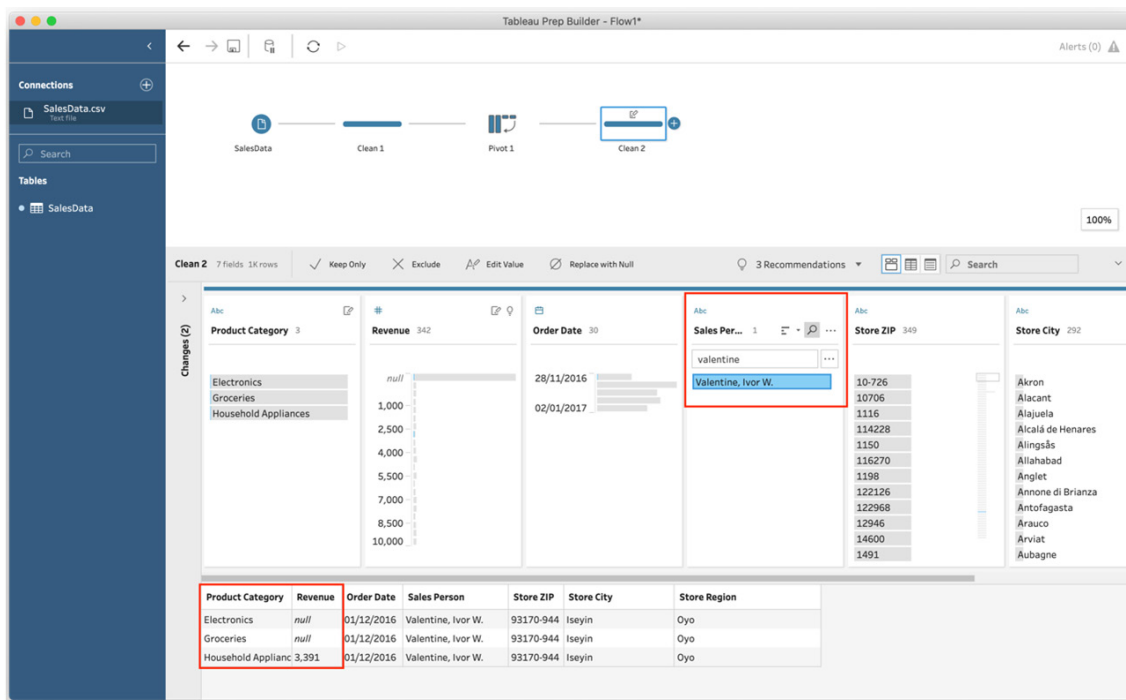 Tableau Prep Builder - Flow1*
Alerts (0)
Connections
SalesData.csv
Text file
Search
Tables
SalesData
SalesData
Clean 1
Pivot 1
Clean 2
100%
Clean 2 7 fields 1K rows Keep Only Exclude Edit Value Replace with Null 3 Recommendations Search
Changes (2)
Abc
Product Category 3
Electronics
Groceries
Household Appliances
#
Revenue 342
null
1,000
2,500
4,000
5,500
7,000
8,500
10,000
Order Date 30
28/11/2016
02/01/2017
Abc
Sales Per... 1 ...
valentine ...
Valentine, Ivor W.
Abc
Store ZIP 349
10-726
10706
1116
114228
1150
116270
1198
122126
122968
12946
14600
1491
Abc
Store City 292
Akron
Alacant
Alajuela
Alcalá de Henares
Alingsås
Allahabad
Anglet
Annone di Brianza
Antofagasta
Arauco
Arviat
Aubagne
Product Category Revenue Order Date Sales Person Store ZIP Store City Store Region
Electronics null 01/12/2016 Valentine, Ivor W. 93170-944 Iseyin Oyo
Groceries null 01/12/2016 Valentine, Ivor W. 93170-944 Iseyin Oyo
Household Applianc 3,391 01/12/2016 Valentine, Ivor W. 93170-944 Iseyin Oyo